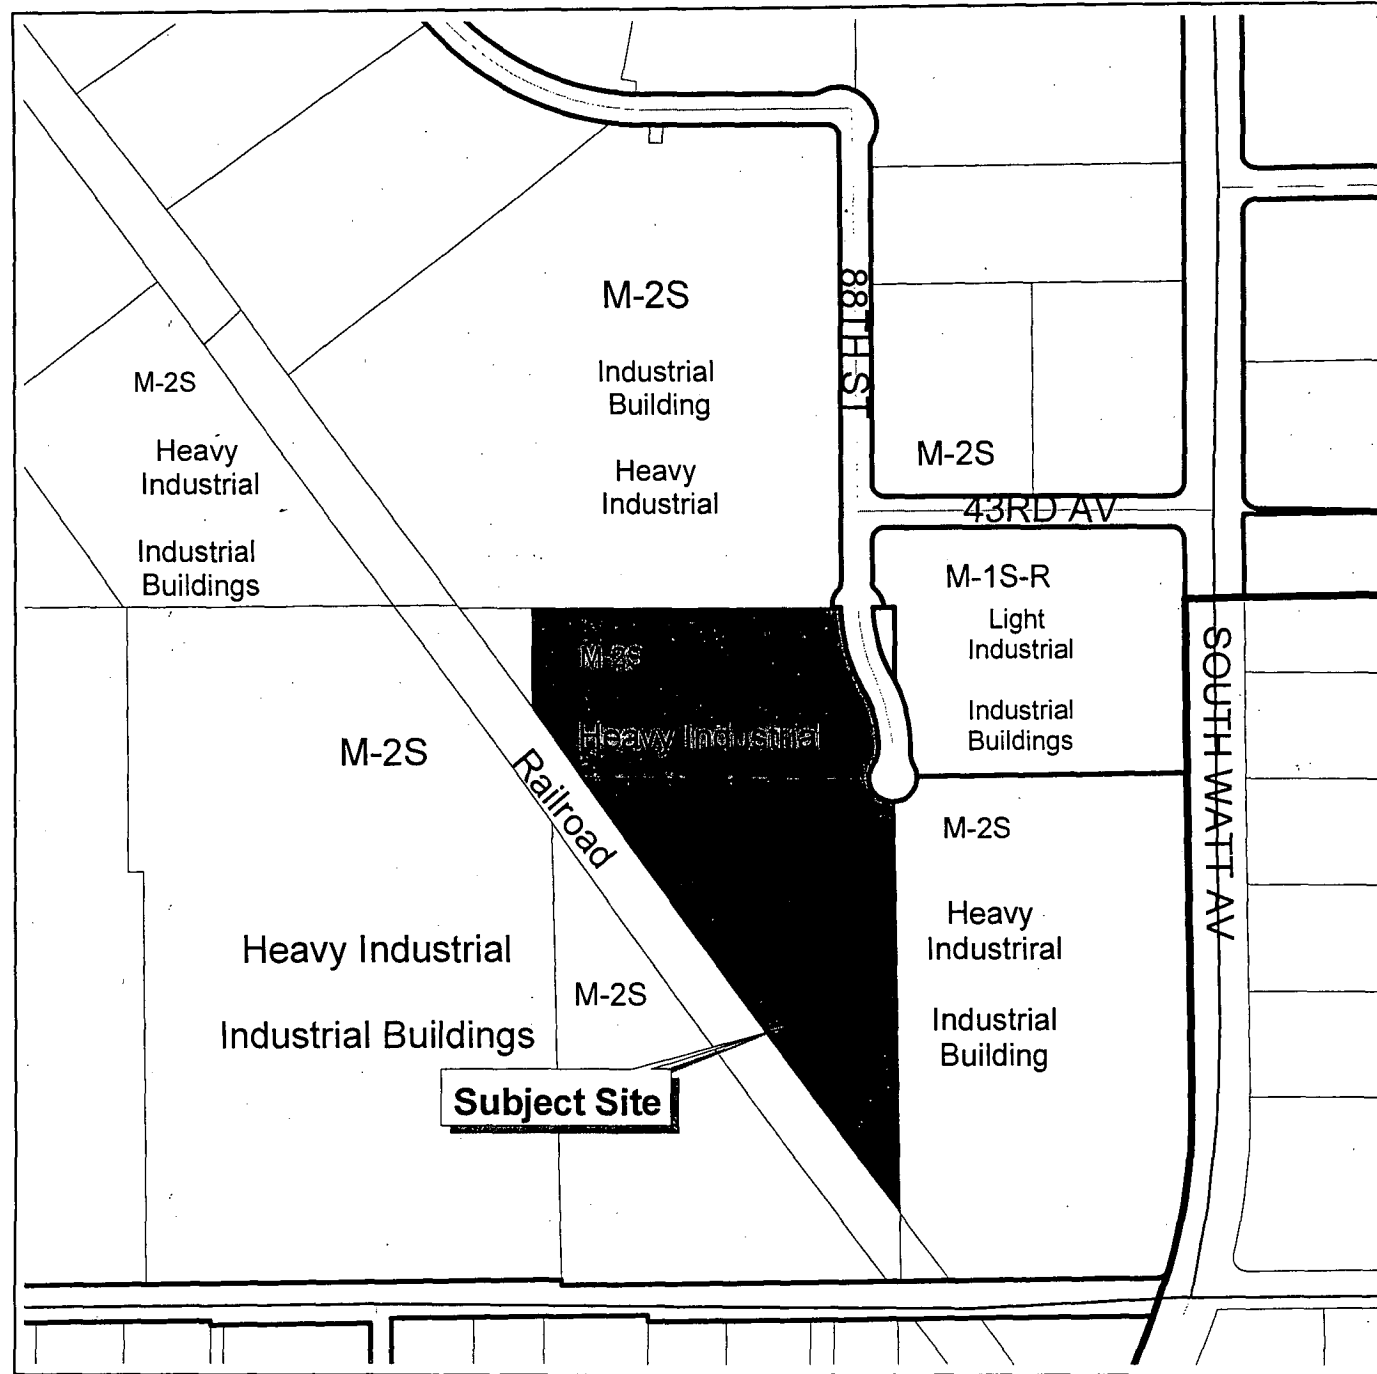 M-2S
Industrial
Building
Heavy
Industrial
88TH ST
M-2S
Heavy
Industrial
Industrial
Buildings
M-2S
43RD AV
M-1S-R
Light
Industrial
Industrial
Buildings
SOUTH WATT AV
M-2S
Heavy Industrial
M-2S
Railroad
Heavy Industrial
Industrial Buildings
M-2S
M-2S
Heavy
Industriral
Industrial
Building
Subject Site